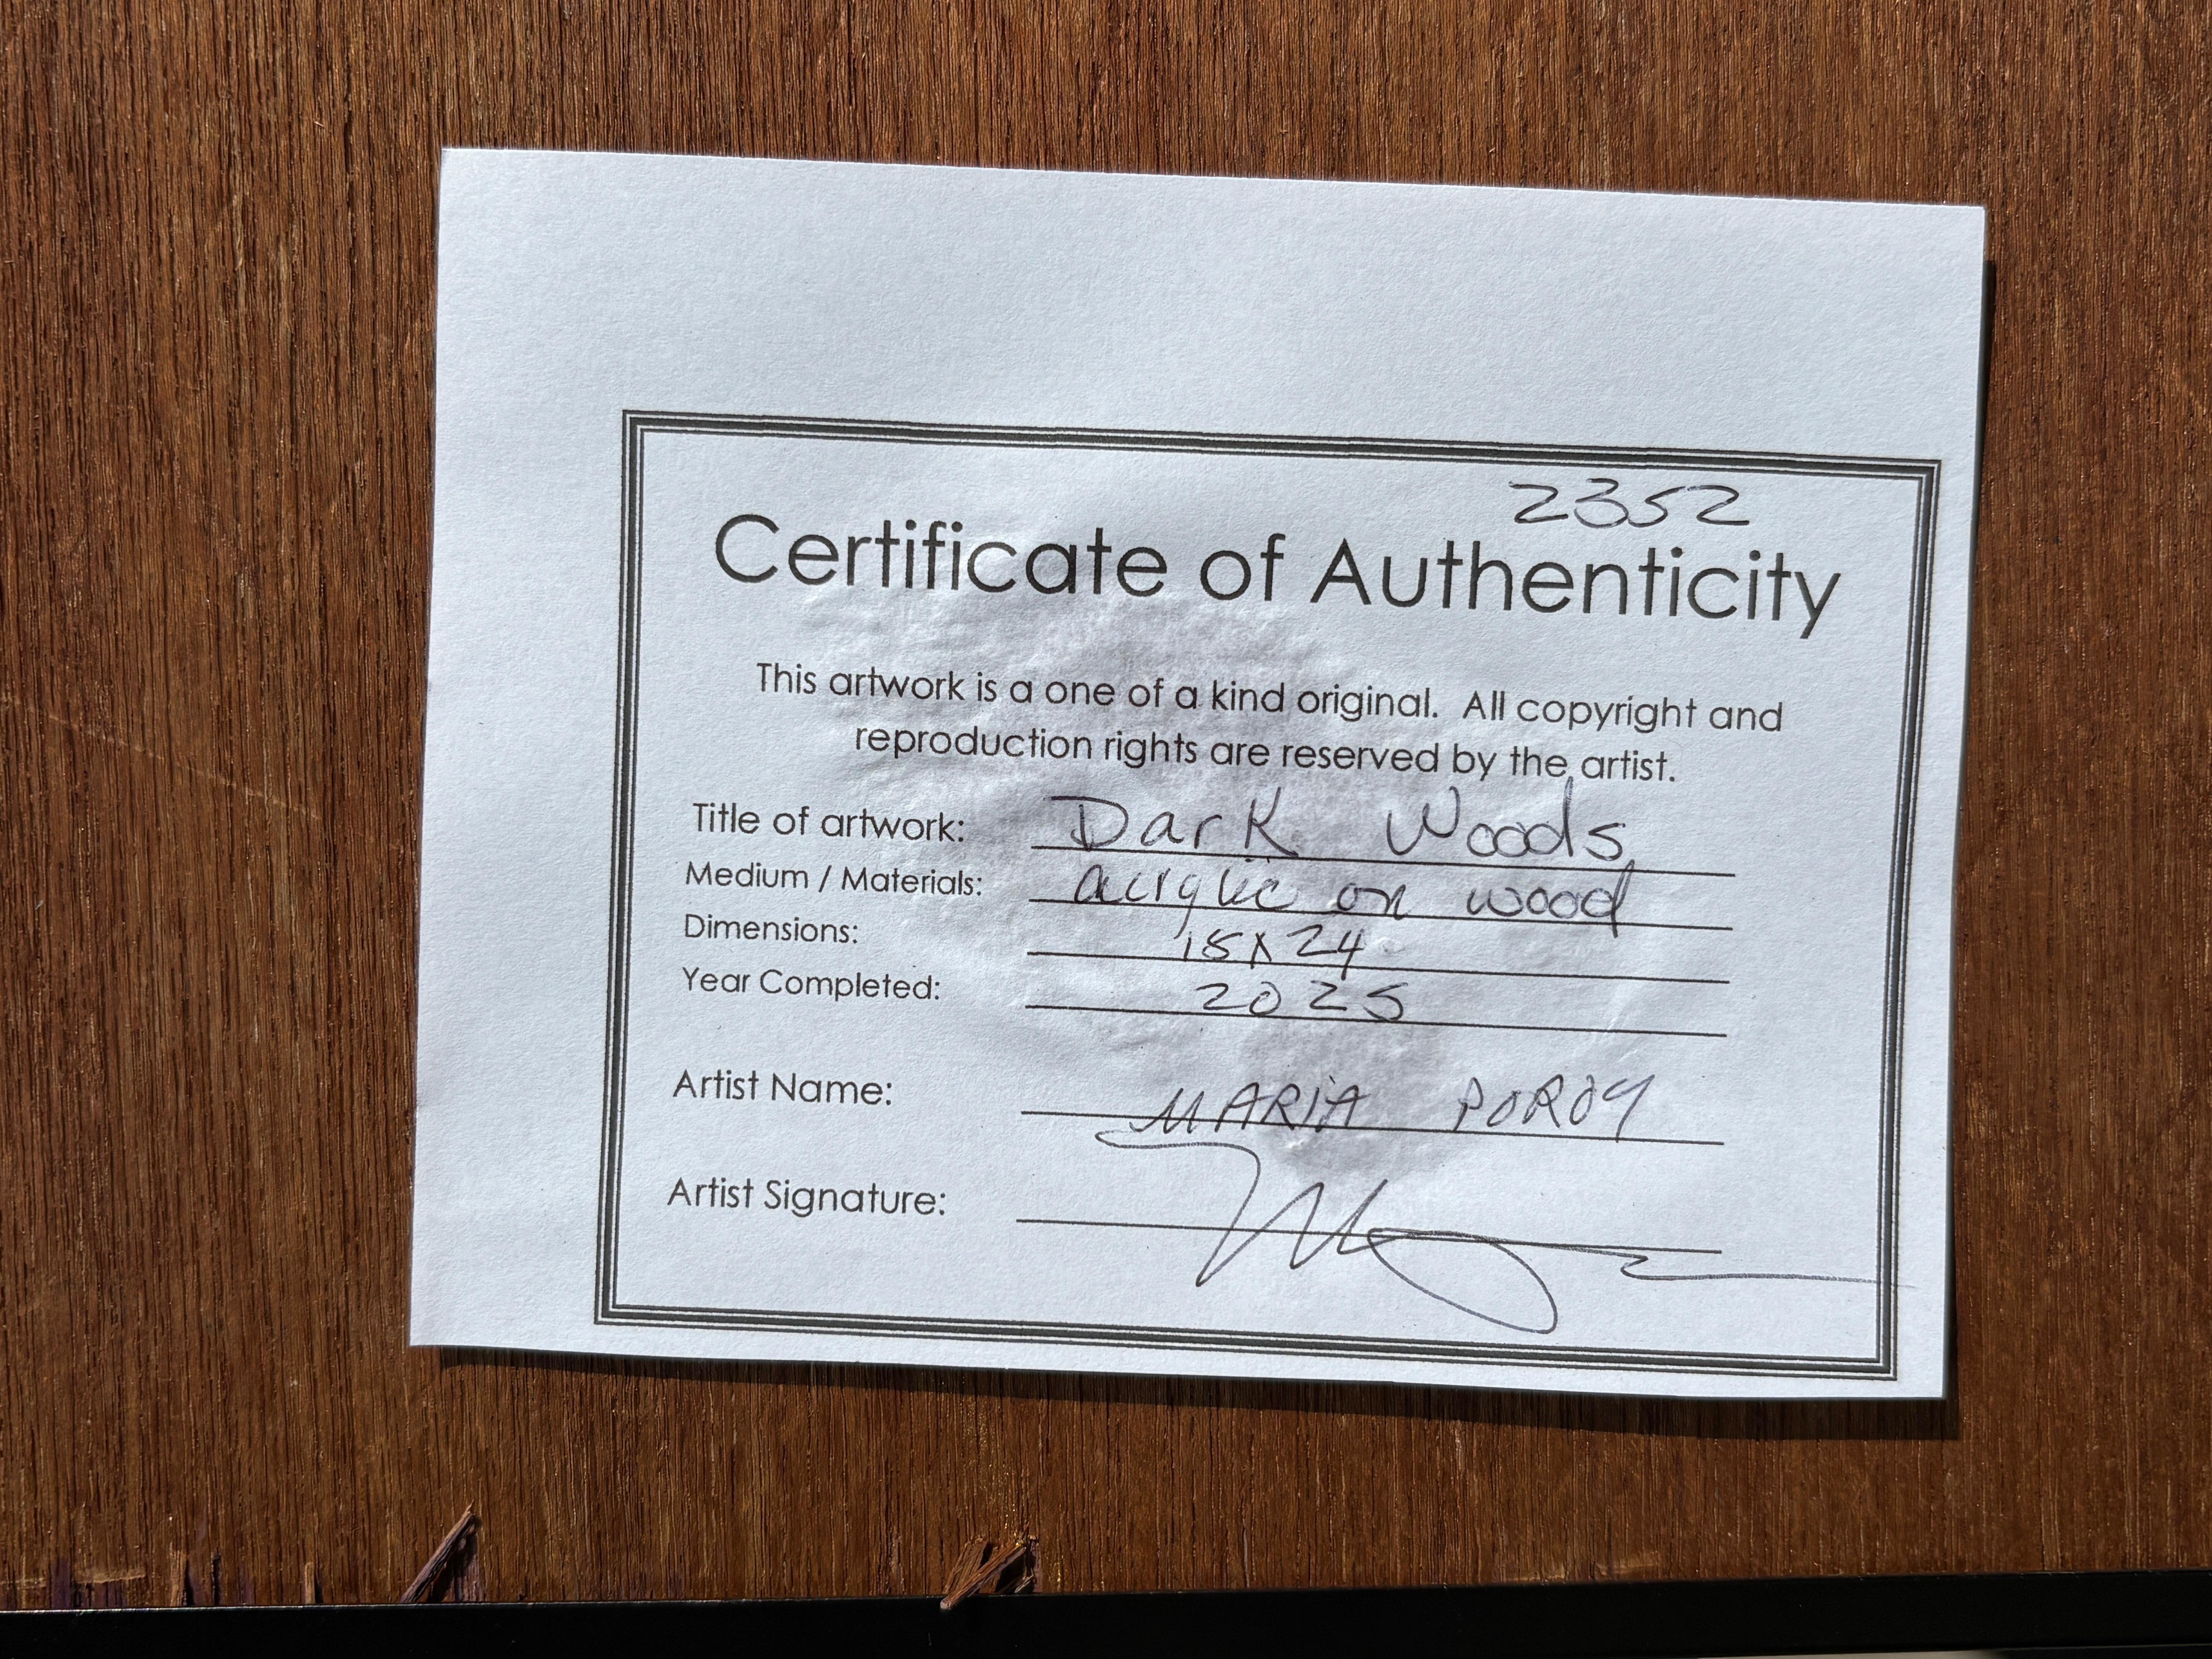 2352
Certificate of Authenticity
This artwork is a one of a kind original. All copyright and
reproduction rights are reserved by the artist.
Title of artwork: Dark Woods
Medium / Materials: acrylic on wood
Dimensions: 18x24
Year Completed: 2025
Artist Name: MARIA POROY
Artist Signature: